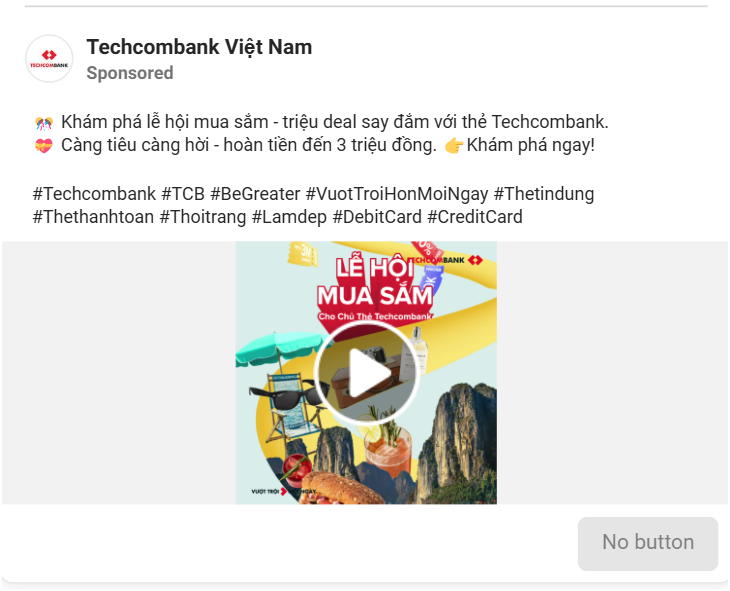 Techcombank Việt Nam
Sponsored
TECHCOMBANK
🎊 Khám phá lễ hội mua sắm - triệu deal say đắm với thẻ Techcombank.
💝 Càng tiêu càng hời - hoàn tiền đến 3 triệu đồng. 👉Khám phá ngay!
#Techcombank #TCB #BeGreater #VuotTroiHonMoiNgay #Thetindung
#Thethanhtoan #Thoitrang #Lamdep #DebitCard #CreditCard
TECHCOMBANK
LỄ HỘI
MUA SẮM
Cho Chủ Thẻ Techcombank
VƯỢT TRỘI
NGÀY
No button